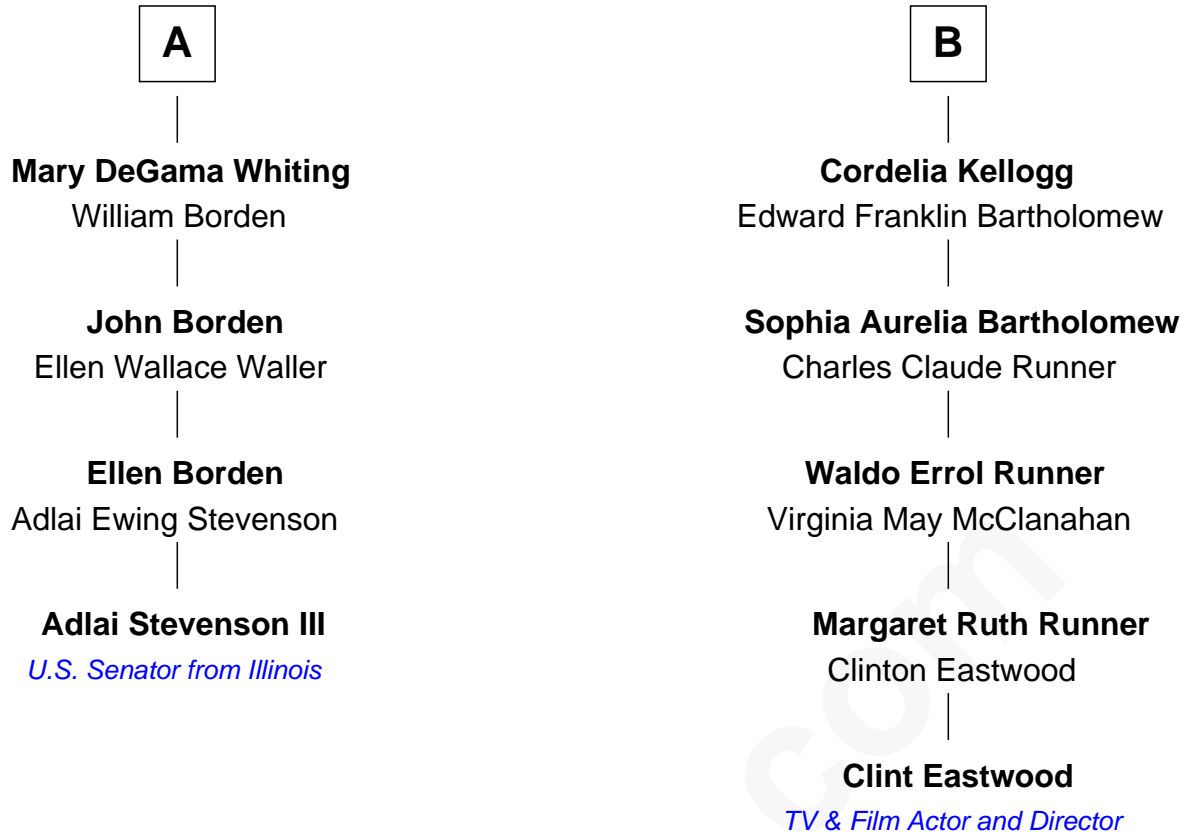 A
Mary DeGama Whiting
William Borden
John Borden
Ellen Wallace Waller
Ellen Borden
Adlai Ewing Stevenson
Adlai Stevenson III
U.S. Senator from Illinois
B
Cordelia Kellogg
Edward Franklin Bartholomew
Sophia Aurelia Bartholomew
Charles Claude Runner
Waldo Errol Runner
Virginia May McClanahan
Margaret Ruth Runner
Clinton Eastwood
Clint Eastwood
TV & Film Actor and Director
com